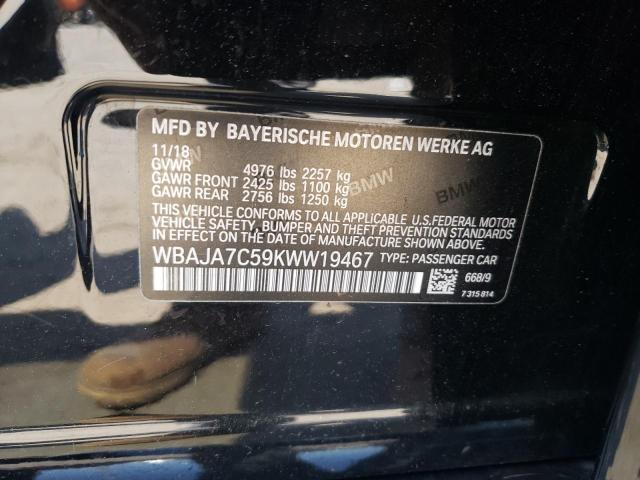 MFD BY BAYERISCHE MOTOREN WERKE AG
11/18
GVWR 4976 lbs 2257 kg
GAWR FRONT 2425 lbs 1100 kg
GAWR REAR 2756 lbs 1250 kg
THIS VEHICLE CONFORMS TO ALL APPLICABLE U.S.FEDERAL MOTOR
VEHICLE SAFETY, BUMPER AND THEFT PREVENTION STANDARDS
IN EFFECT ON THE DATE OF MANUFACTURE SHOWN ABOVE.
WBAJA7C59KWW19467 TYPE: PASSENGER CAR
668/9
7315814
BMW
BMW